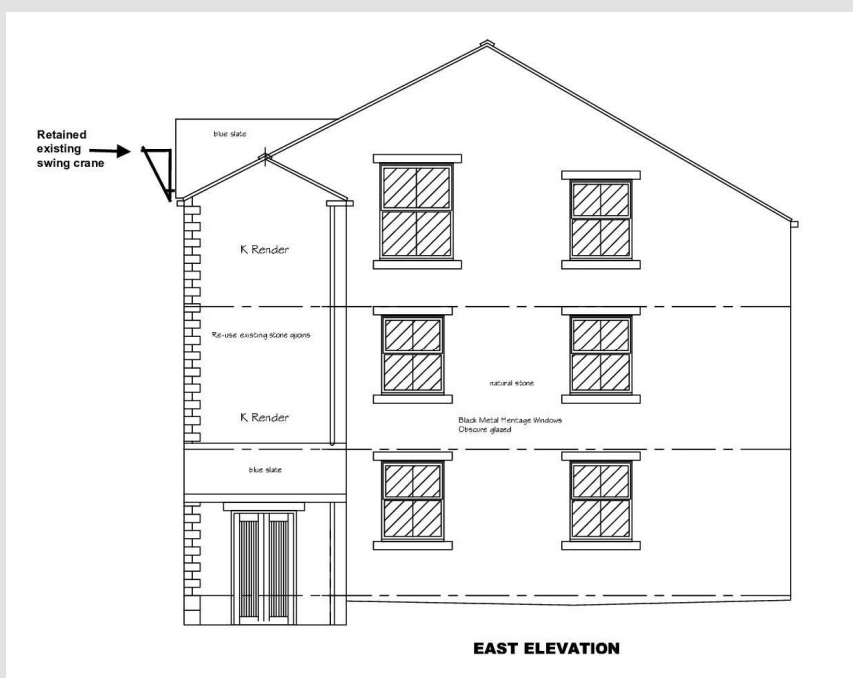 Retained
existing
swing crane
blue slate
K Render
Re-use existing stone quoins
natural stone
K Render
Black Metal Heritage Windows
Obscure glazed
blue slate
EAST ELEVATION